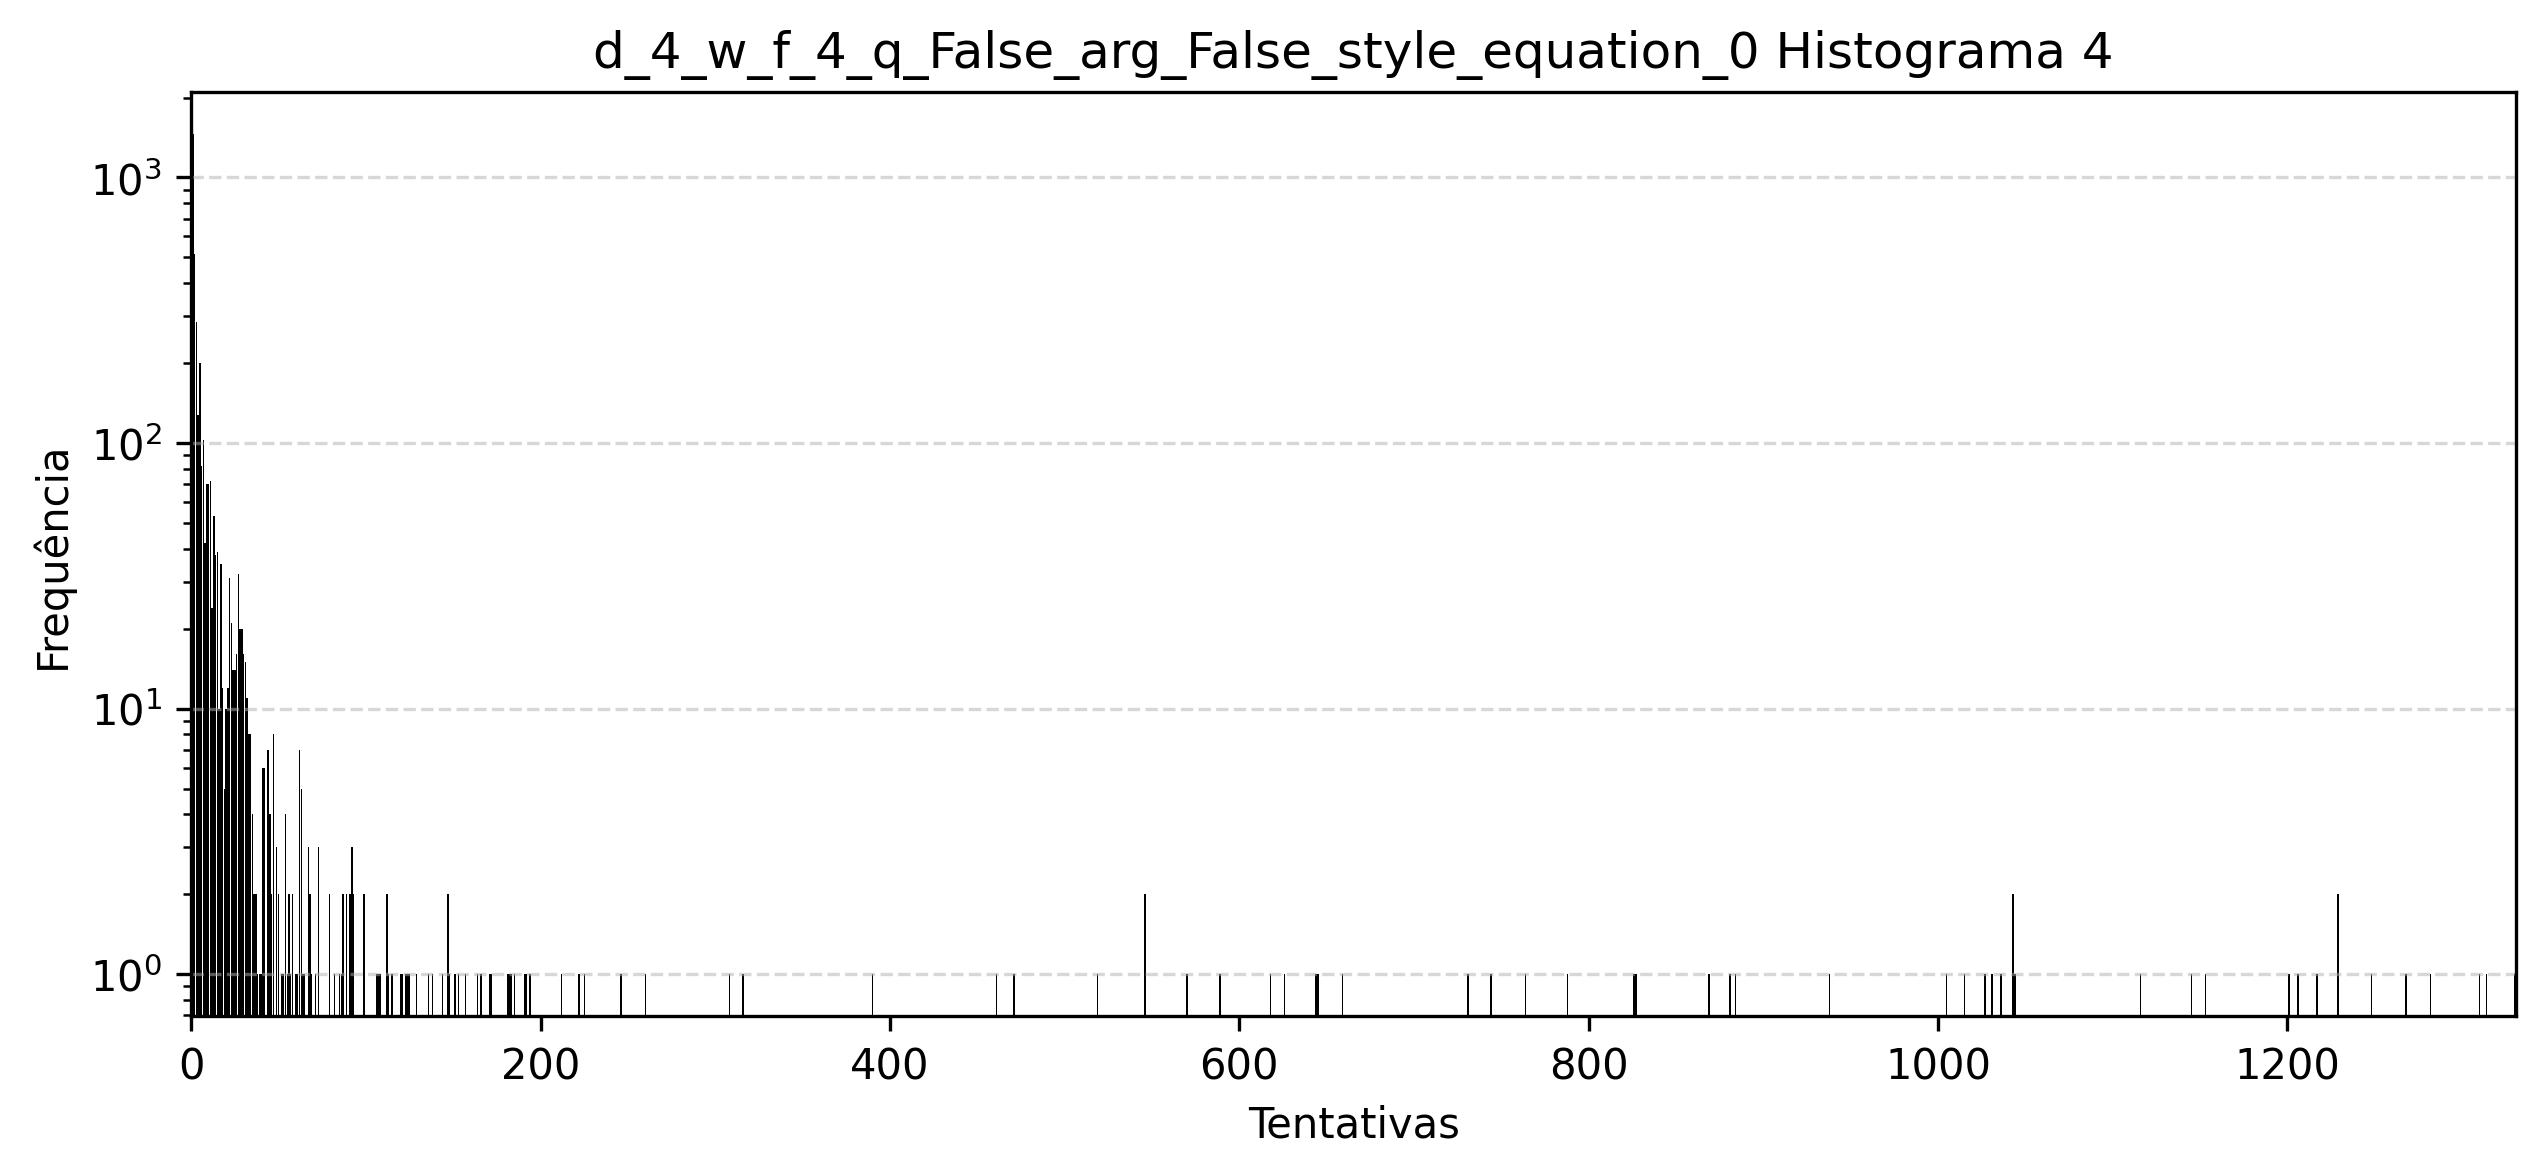 d_4_w_f_4_q_False_arg_False_style_equation_0 Histograma 4
10³
10²
10¹
10⁰
Frequência
0 200 400 600 800 1000 1200
Tentativas